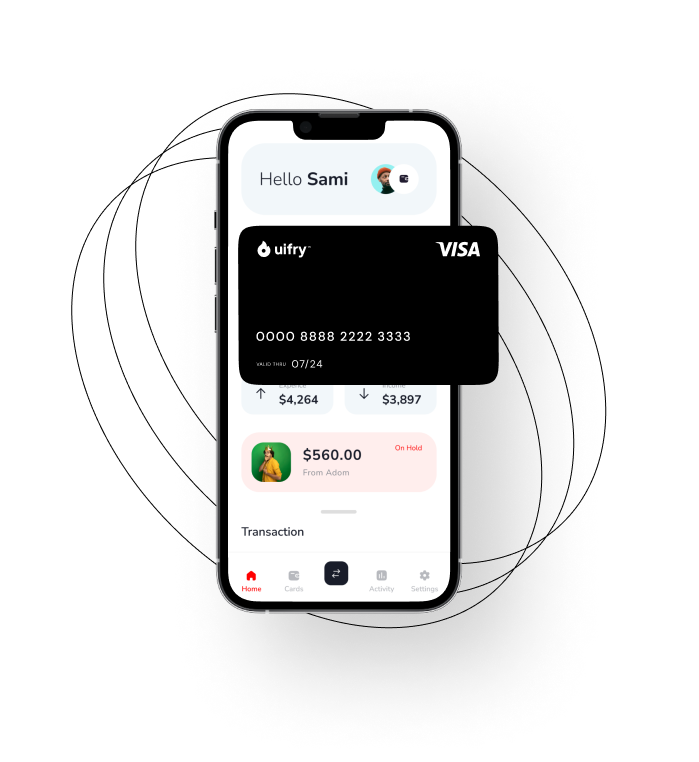 Hello Sami
uifry™
VISA
0000 8888 2222 3333
VALID THRU 07/24
Expence
$4,264
Income
$3,897
$560.00
On Hold
From Adom
Transaction
Home
Cards
Activity
Settings